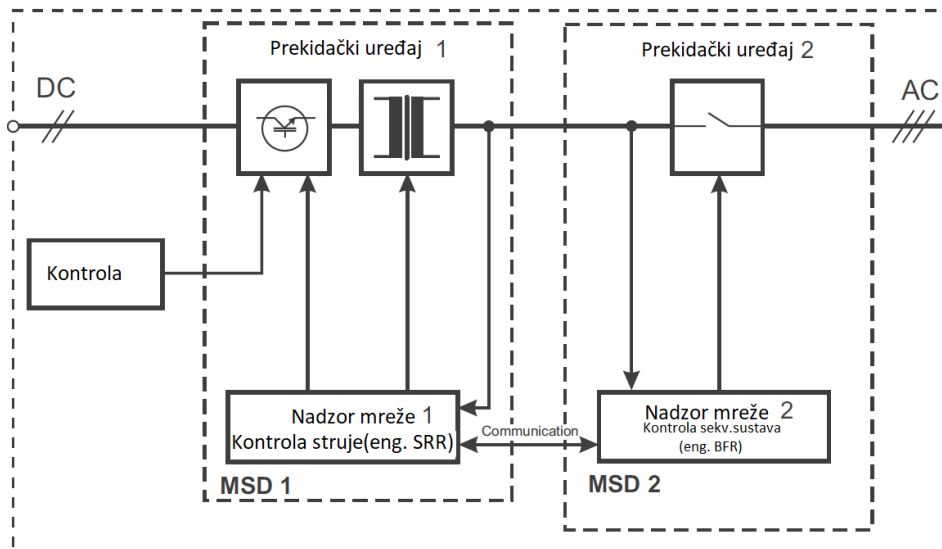 Prekidački uređaj 1
Prekidački uređaj 2
DC
AC
Kontrola
Nadzor mreže 1
Kontrola struje(eng. SRR)
Communication
Nadzor mreže 2
Kontrola sekv.sustava
(eng. BFR)
MSD 1
MSD 2